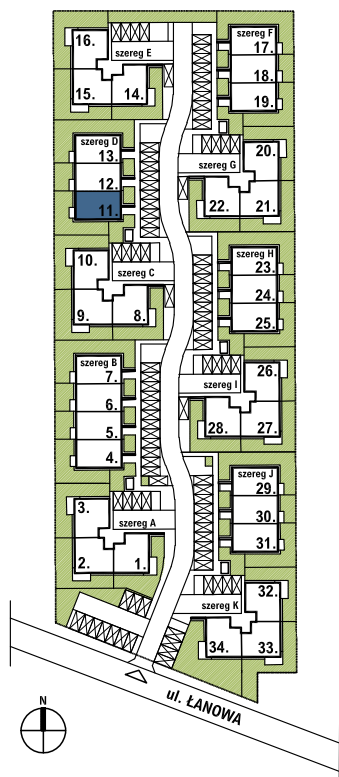 16.
szereg E
15.
14.
szereg F
17.
18.
19.
szereg D
13.
12.
11.
szereg G
20.
22.
21.
10.
szereg C
9.
8.
szereg H
23.
24.
25.
szereg B
7.
6.
5.
4.
26.
szereg I
28.
27.
3.
szereg A
2.
1.
szereg J
29.
30.
31.
32.
szereg K
34.
33.
ul. ŁANOWA
N